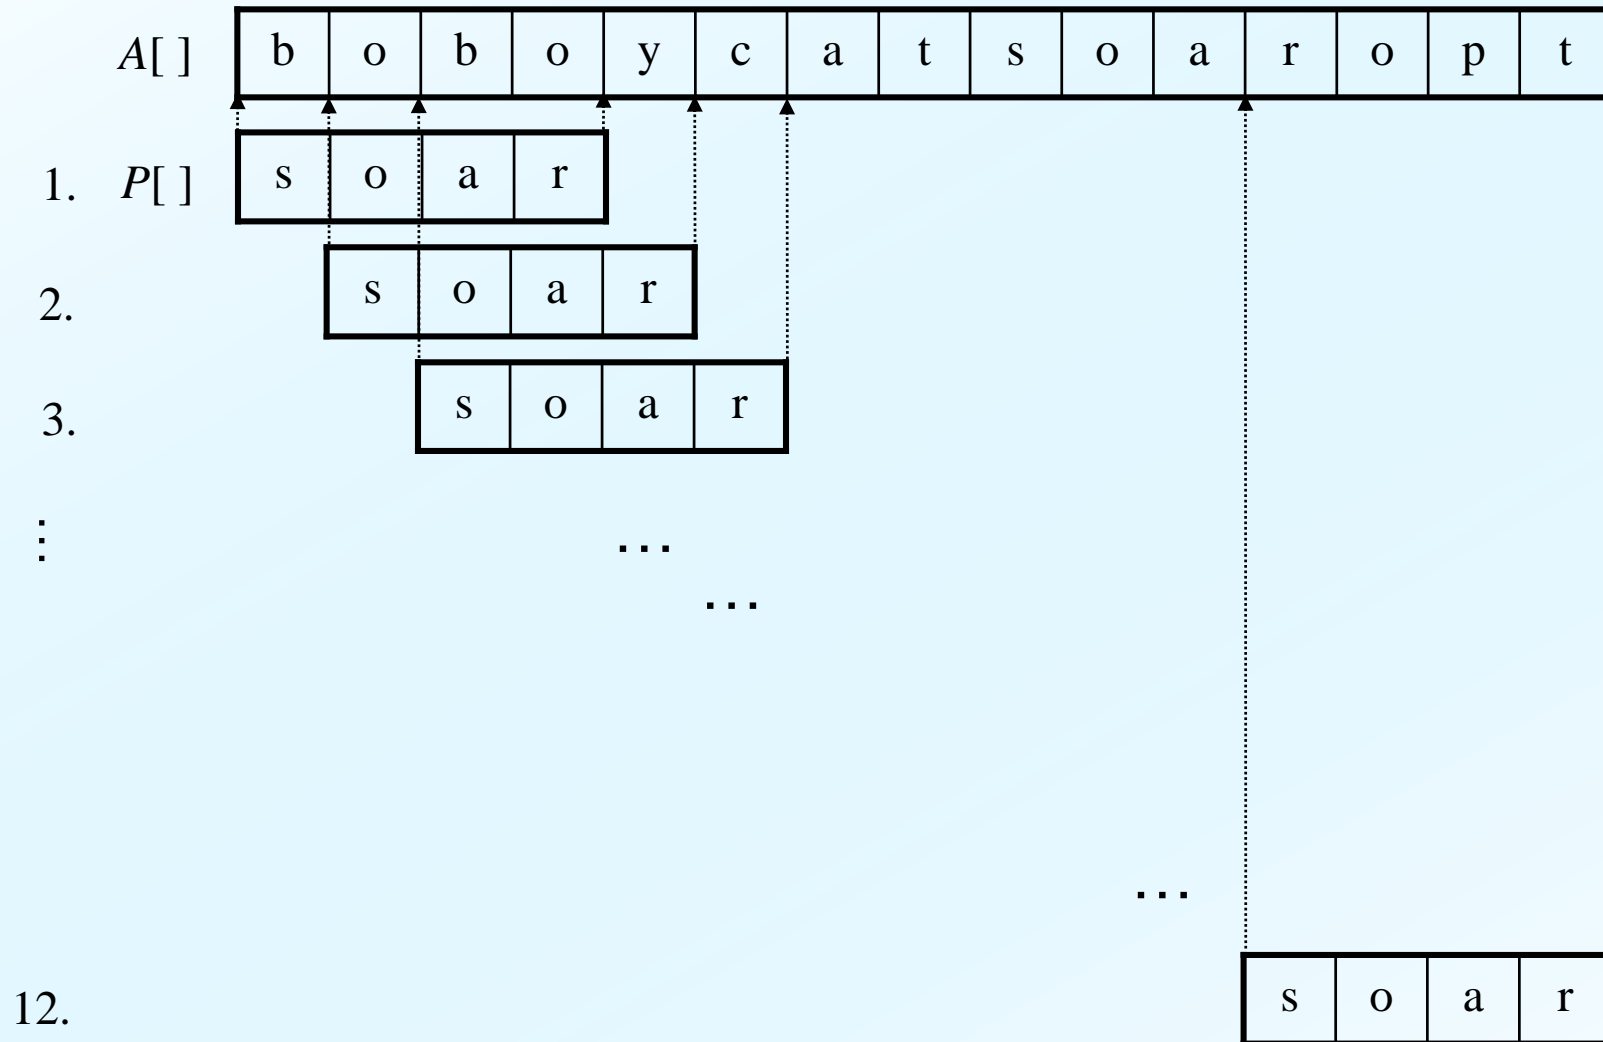 A[ ] b o b o y c a t s o a r o p t
1. P[ ] s o a r
2. s o a r
3. s o a r
⋮ …
…
…
12. s o a r